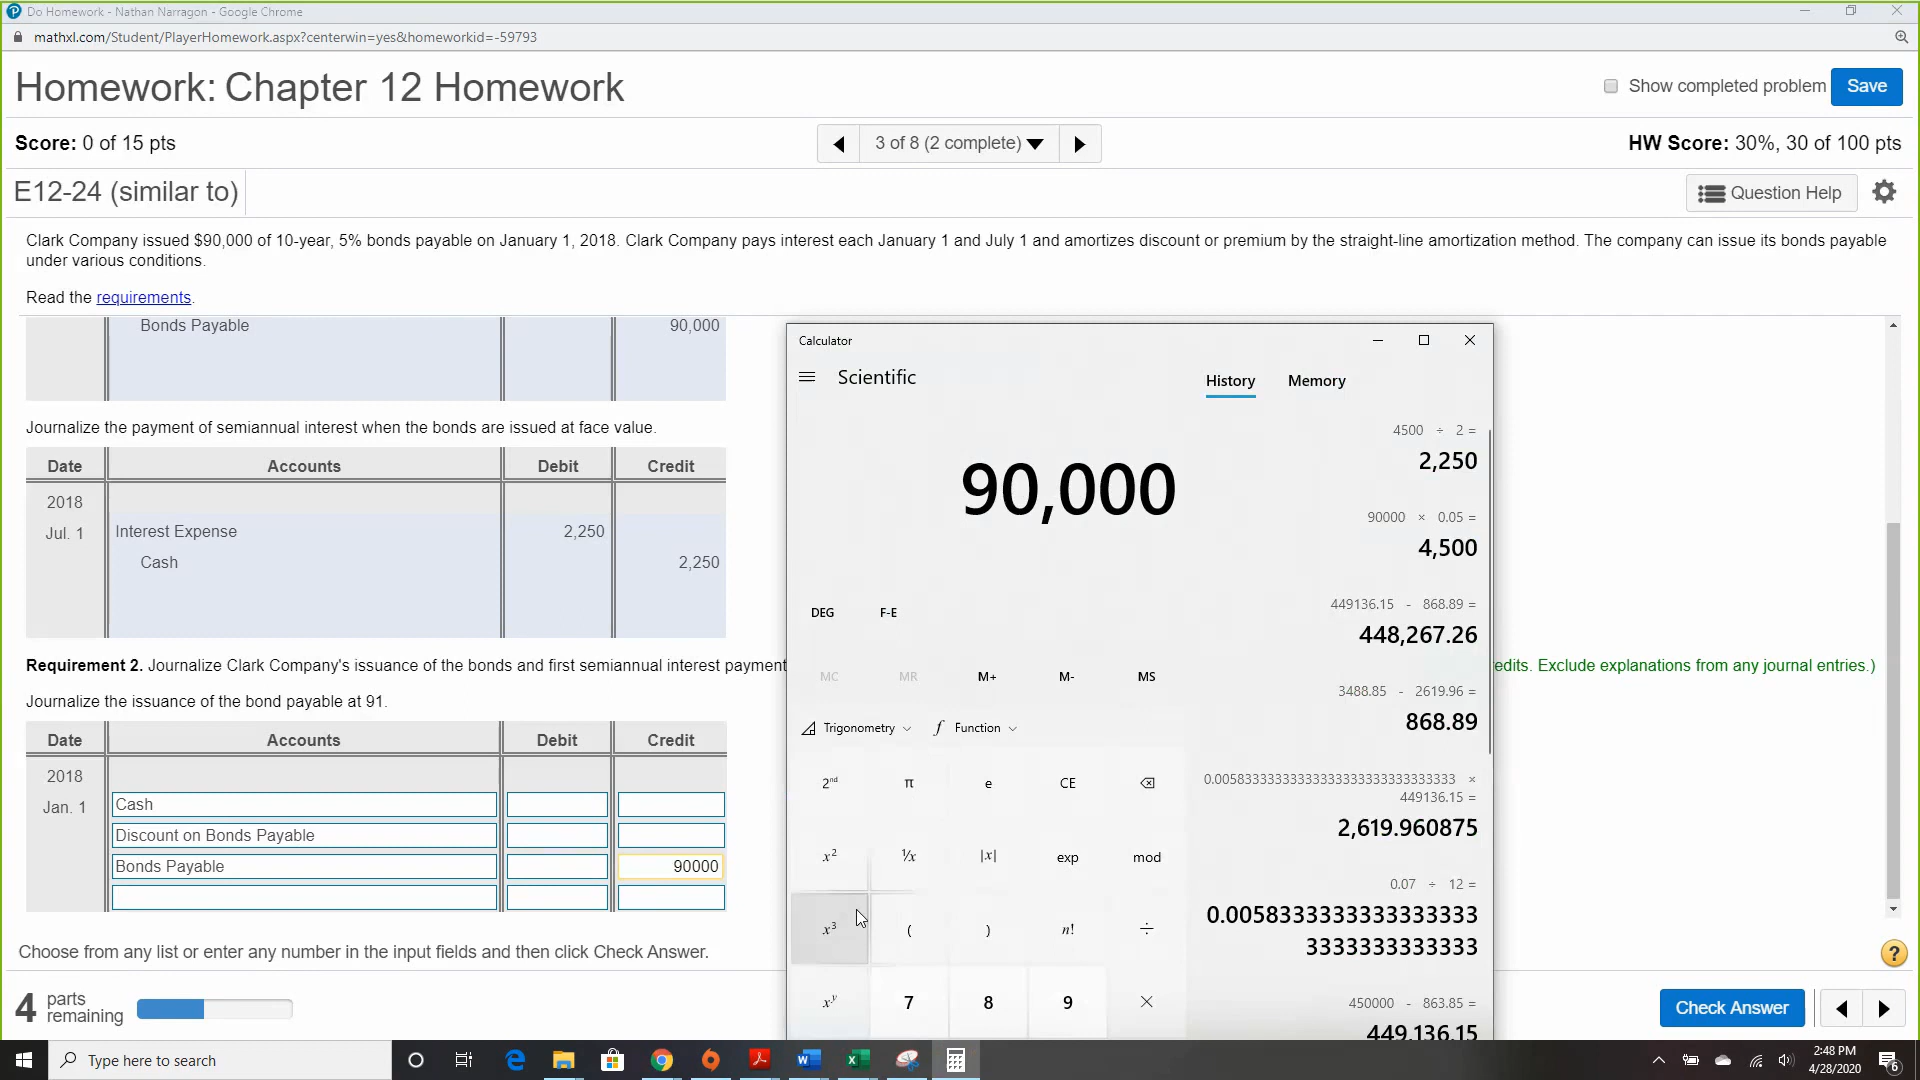 Do Homework - Nathan Narragon - Google Chrome
mathxl.com/Student/PlayerHomework.aspx?centerwin=yes&homeworkid=-59793
Homework: Chapter 12 Homework
Show completed problem
Save
Score: 0 of 15 pts
3 of 8 (2 complete)
HW Score: 30%, 30 of 100 pts
E12-24 (similar to)
Question Help
Clark Company issued $90,000 of 10-year, 5% bonds payable on January 1, 2018. Clark Company pays interest each January 1 and July 1 and amortizes discount or premium by the straight-line amortization method. The company can issue its bonds payable
under various conditions.
Read the requirements.
Bonds Payable 90,000
Journalize the payment of semiannual interest when the bonds are issued at face value.
Date Accounts Debit Credit
2018
Jul. 1 Interest Expense 2,250
Cash 2,250
Requirement 2. Journalize Clark Company's issuance of the bonds and first semiannual interest payment
edits. Exclude explanations from any journal entries.)
Journalize the issuance of the bond payable at 91.
Date Accounts Debit Credit
2018
Jan. 1 Cash
Discount on Bonds Payable
Bonds Payable 90000
Choose from any list or enter any number in the input fields and then click Check Answer.
4 parts
remaining
Check Answer
?
Calculator
Scientific
History Memory
90,000
4500 ÷ 2 =
2,250
90000 × 0.05 =
4,500
449136.15 - 868.89 =
448,267.26
3488.85 - 2619.96 =
868.89
0.0058333333333333333333333333333333 ×
449136.15 =
2,619.960875
0.07 ÷ 12 =
0.0058333333333333333
3333333333333
450000 - 863.85 =
449,136.15
DEG F-E
MC MR M+ M- MS
Trigonometry f Function
2nd π e CE
x2 1/x |x| exp mod
x3 ( ) n! ÷
xy 7 8 9 ×
Type here to search
2:48 PM
4/28/2020
6